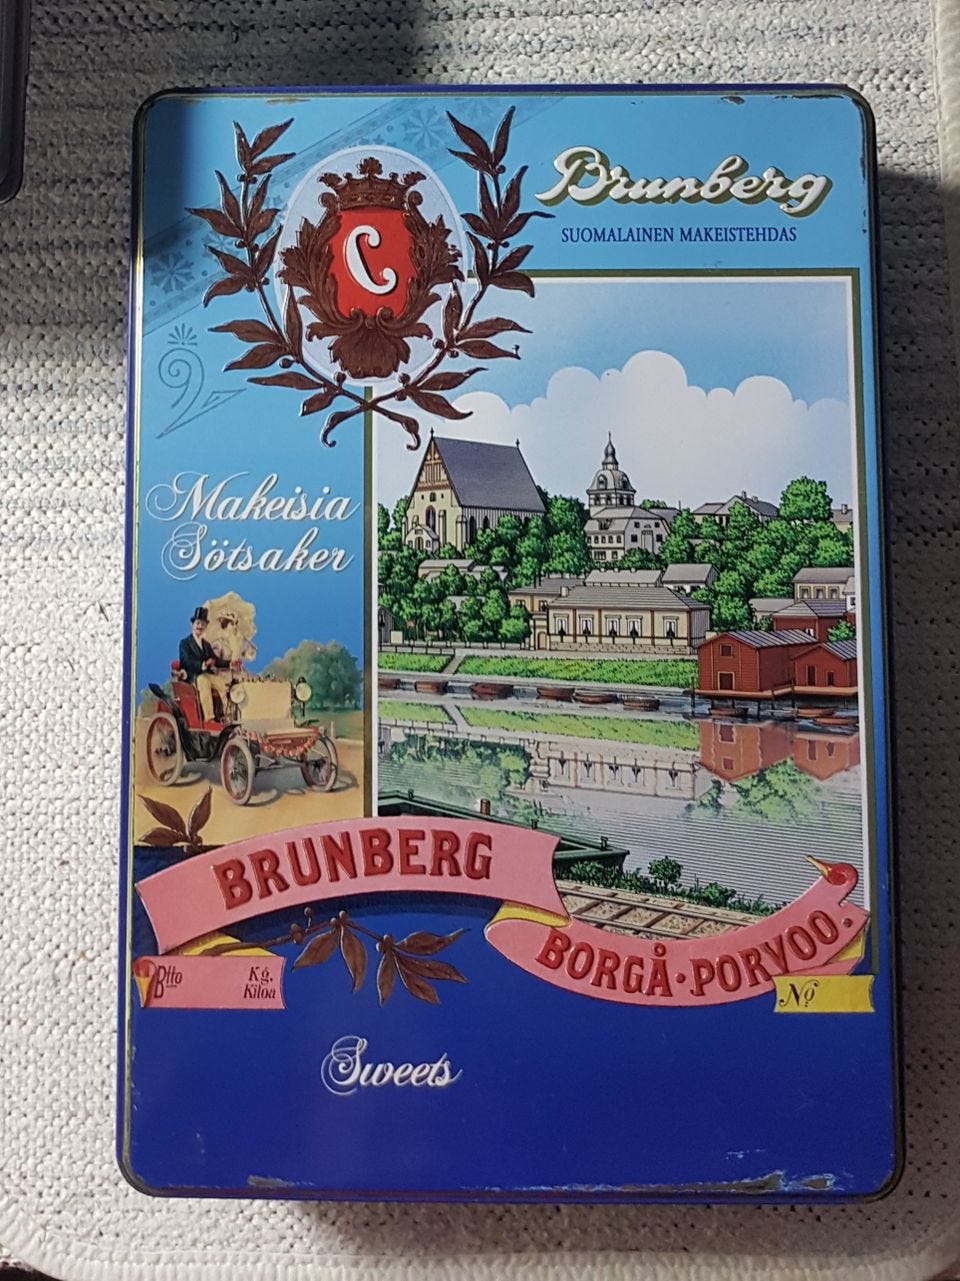 Brunberg
SUOMALAINEN MAKEISTEHDAS
C
Makeisia
Sötsaker
BRUNBERG
BORGÅ·PORVOO.
Btto
Kg.
Kiloa
No
Sweets